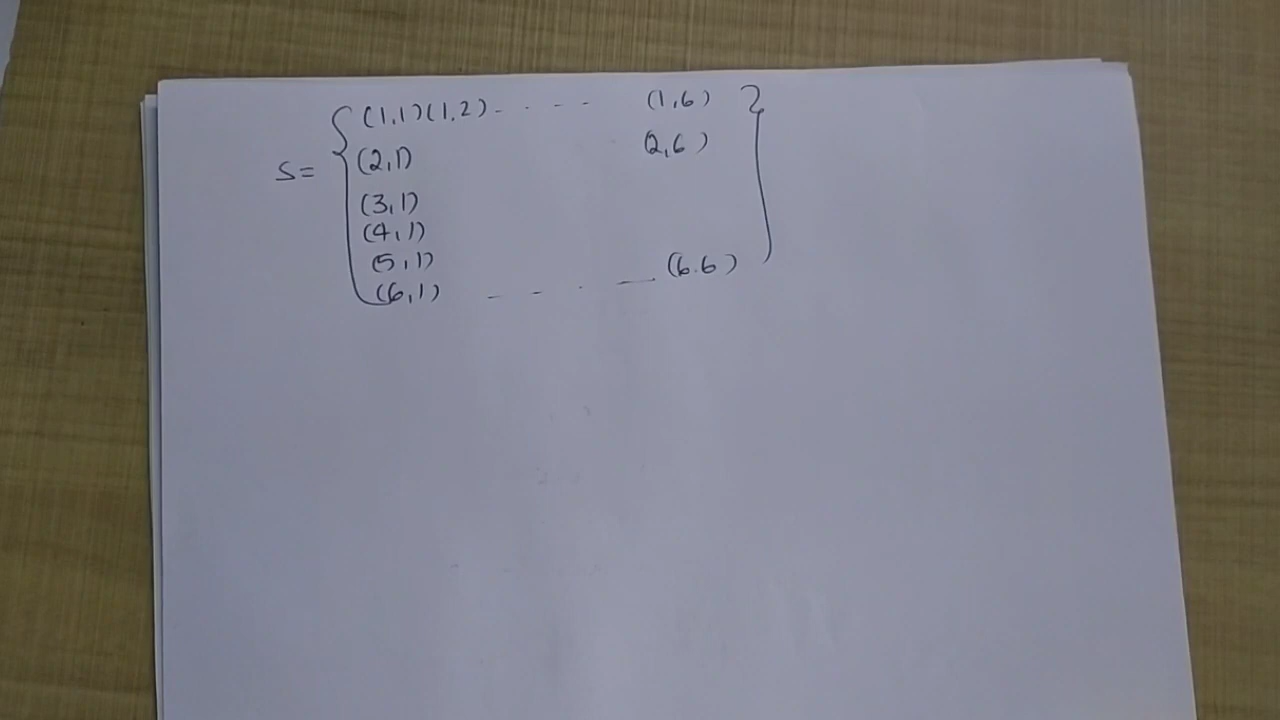 (1,1)(1,2) - . - - (1,6)
S = { (2,1) (2,6) }
(3,1)
(4,1)
(5,1)
(6,1) - - . — (6.6)